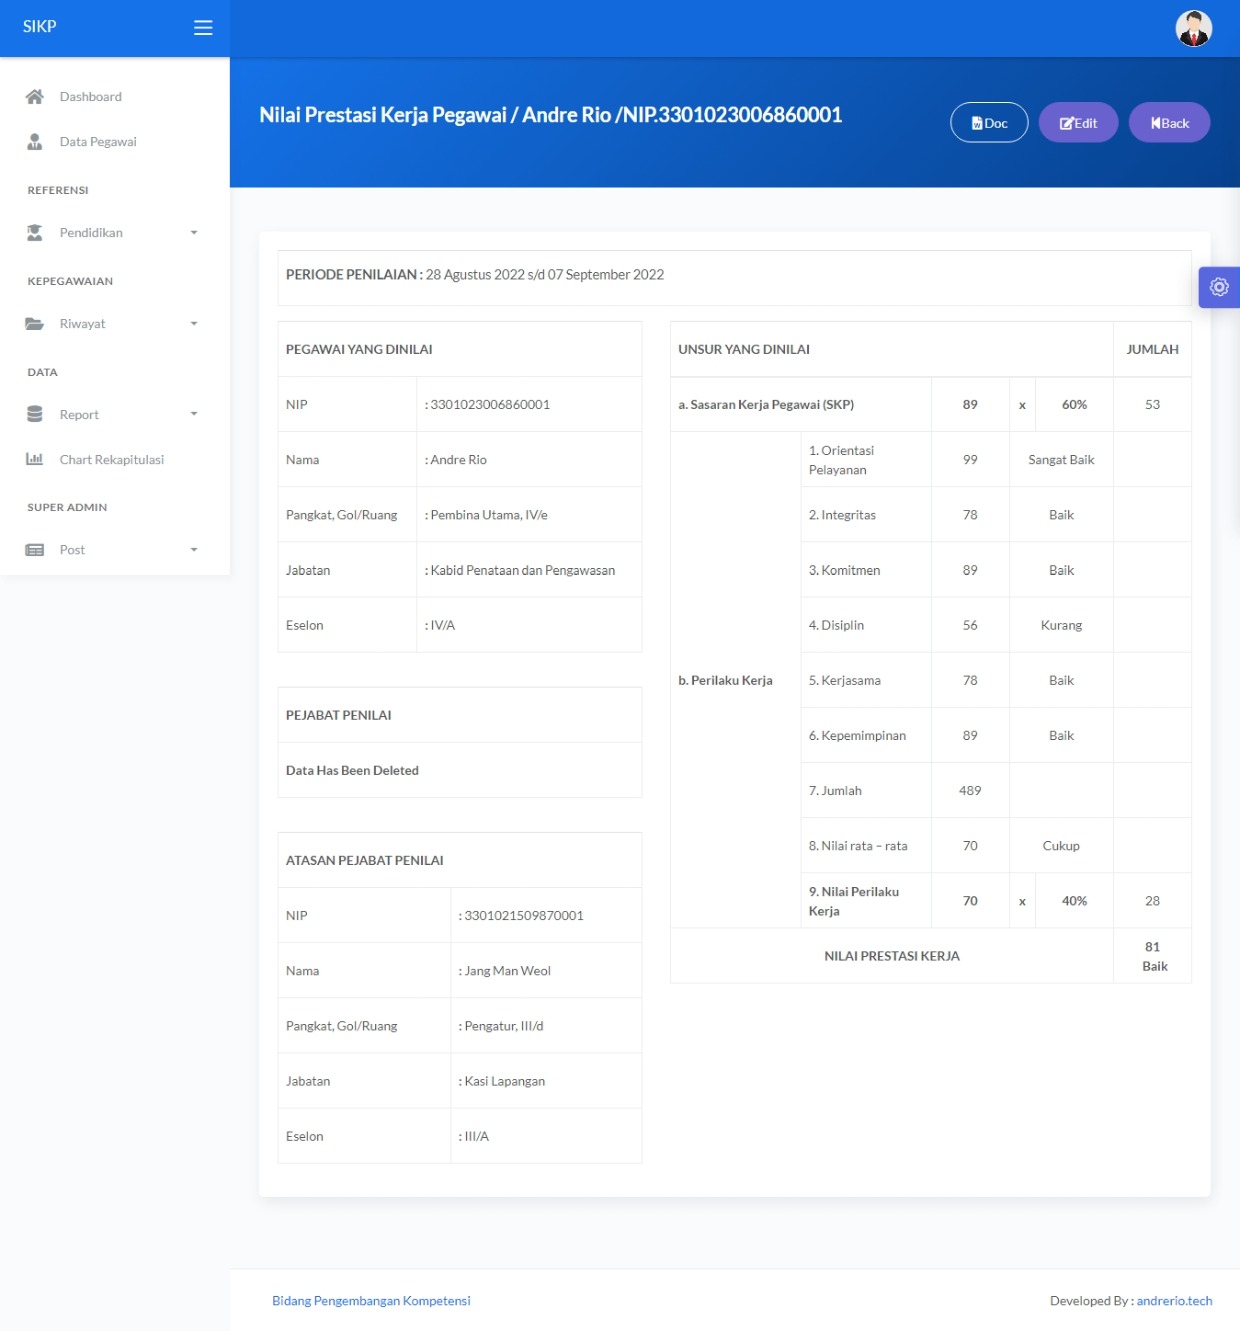 SIKP
Dashboard
Data Pegawai
REFERENSI
Pendidikan
KEPEGAWAIAN
Riwayat
DATA
Report
Chart Rekapitulasi
SUPER ADMIN
Post
Nilai Prestasi Kerja Pegawai / Andre Rio /NIP.3301023006860001
Doc
Edit
Back
PERIODE PENILAIAN : 28 Agustus 2022 s/d 07 September 2022
PEGAWAI YANG DINILAI
NIP : 3301023006860001
Nama : Andre Rio
Pangkat, Gol/Ruang : Pembina Utama, IV/e
Jabatan : Kabid Penataan dan Pengawasan
Eselon : IV/A
PEJABAT PENILAI
Data Has Been Deleted
ATASAN PEJABAT PENILAI
NIP : 3301021509870001
Nama : Jang Man Weol
Pangkat, Gol/Ruang : Pengatur, III/d
Jabatan : Kasi Lapangan
Eselon : III/A
UNSUR YANG DINILAI JUMLAH
a. Sasaran Kerja Pegawai (SKP) 89 x 60% 53
b. Perilaku Kerja
1. Orientasi
Pelayanan 99 Sangat Baik
2. Integritas 78 Baik
3. Komitmen 89 Baik
4. Disiplin 56 Kurang
5. Kerjasama 78 Baik
6. Kepemimpinan 89 Baik
7. Jumlah 489
8. Nilai rata – rata 70 Cukup
9. Nilai Perilaku
Kerja 70 x 40% 28
NILAI PRESTASI KERJA 81
Baik
Bidang Pengembangan Kompetensi
Developed By : andrerio.tech